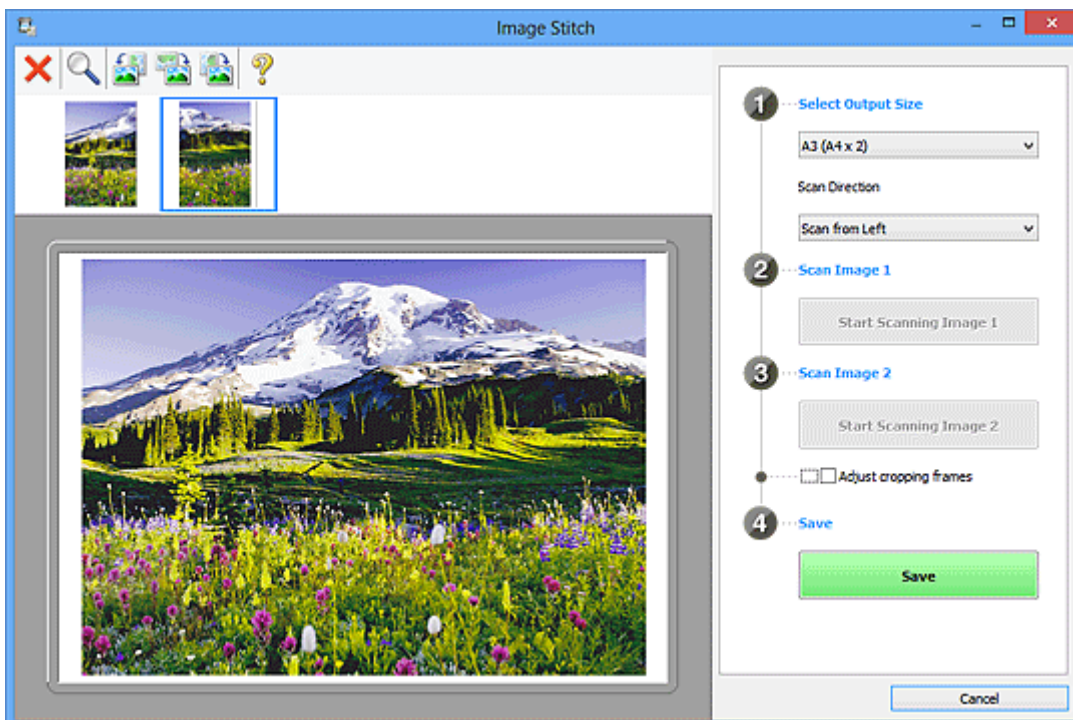 Image Stitch
1 Select Output Size
A3 (A4 x 2)
Scan Direction
Scan from Left
2 Scan Image 1
Start Scanning Image 1
3 Scan Image 2
Start Scanning Image 2
Adjust cropping frames
4 Save
Save
Cancel